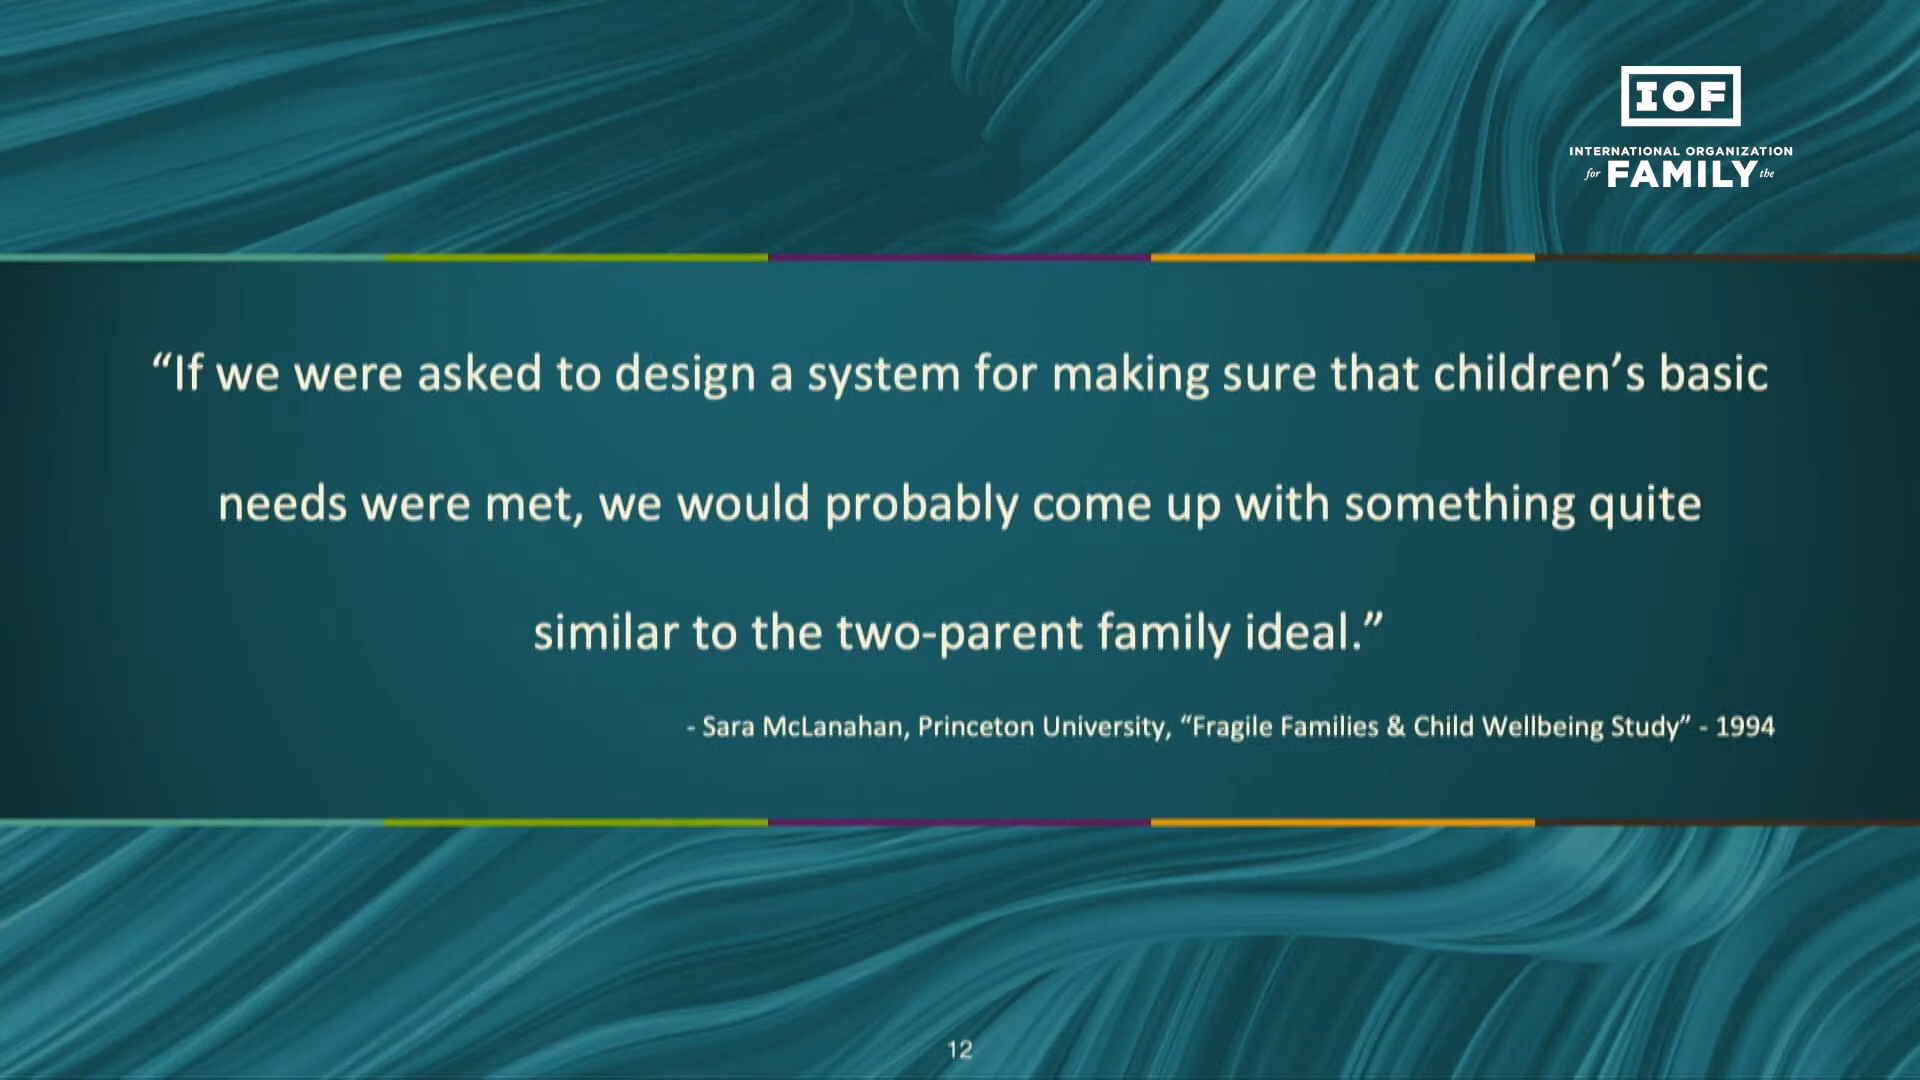 IOF
INTERNATIONAL ORGANIZATION
for FAMILY the
“If we were asked to design a system for making sure that children’s basic
needs were met, we would probably come up with something quite
similar to the two-parent family ideal.”
- Sara McLanahan, Princeton University, “Fragile Families & Child Wellbeing Study” - 1994
12